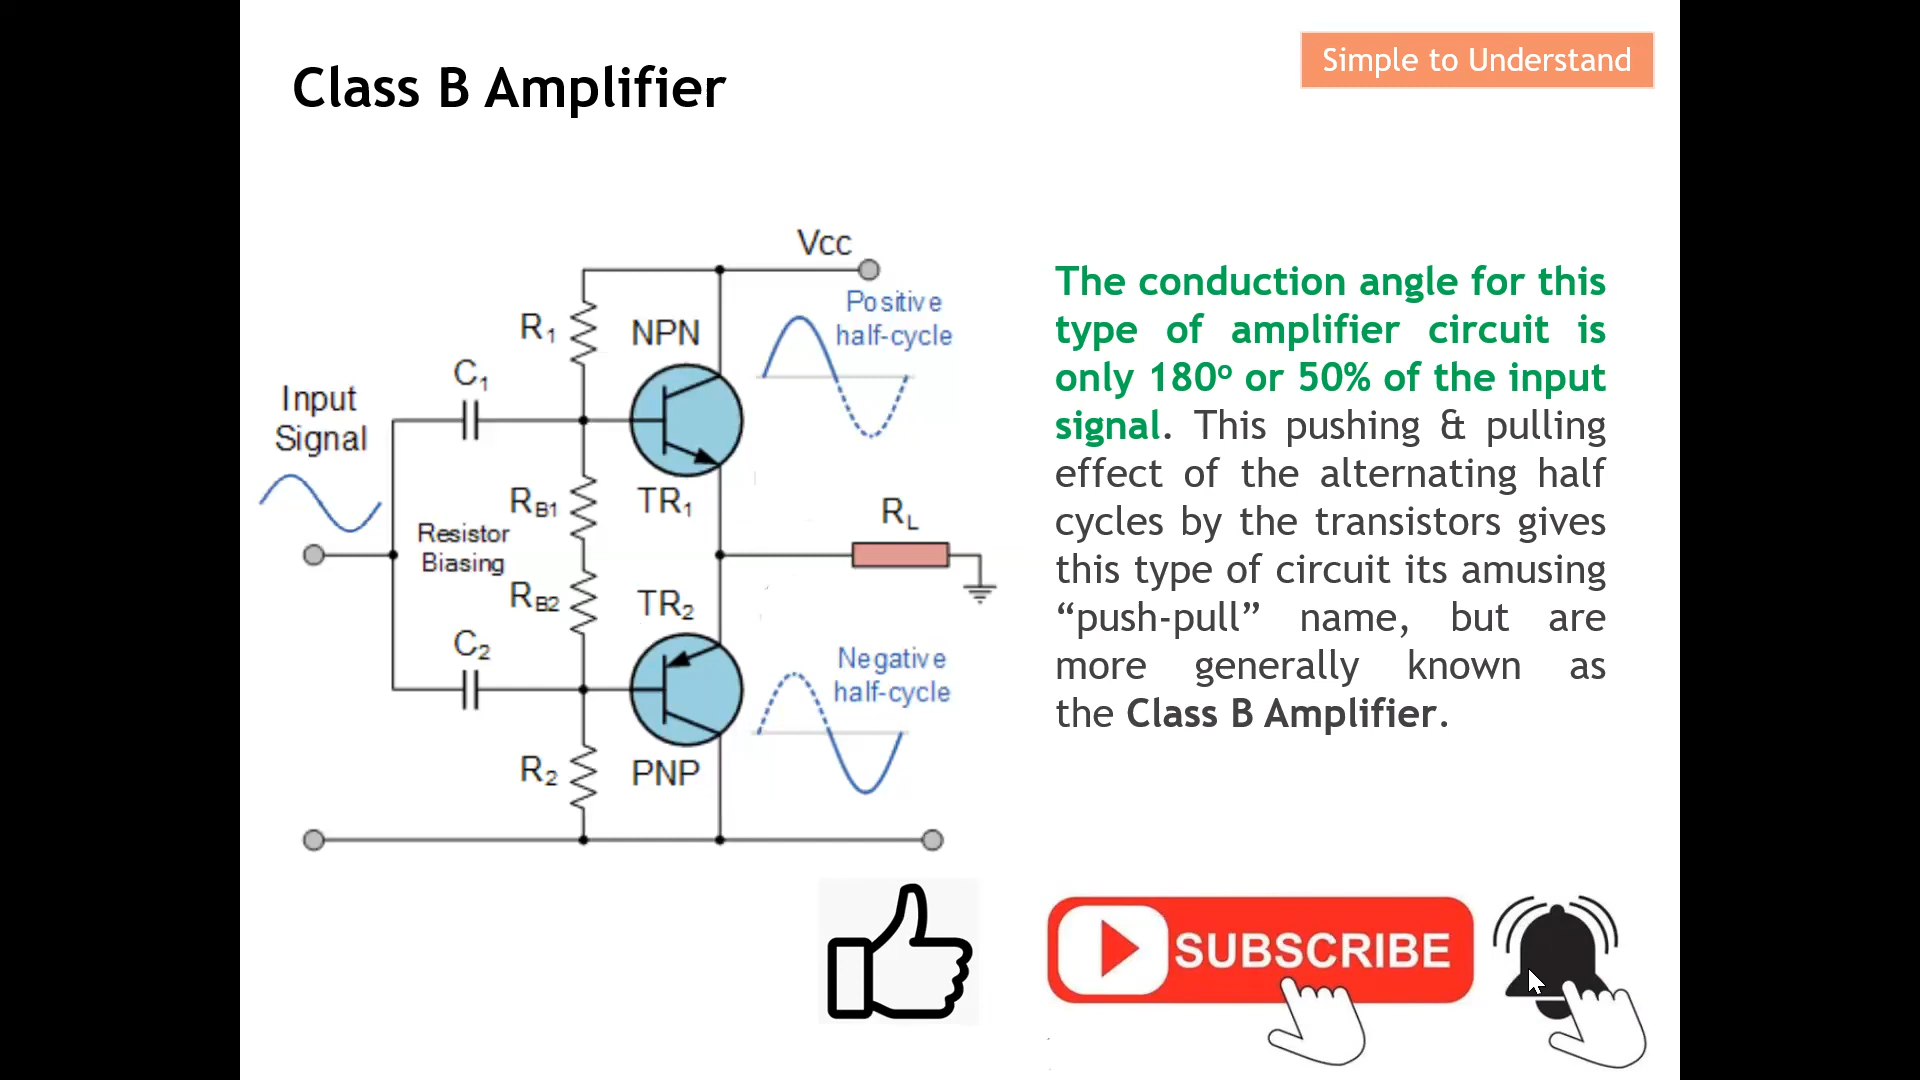 Class B Amplifier
Simple to Understand
Vcc
Positive
half-cycle
R1
NPN
C1
Input
Signal
RB1
TR1
RL
Resistor
Biasing
RB2
TR2
C2
Negative
half-cycle
R2
PNP
The conduction angle for this
type of amplifier circuit is
only 180º or 50% of the input
signal. This pushing & pulling
effect of the alternating half
cycles by the transistors gives
this type of circuit its amusing
“push-pull” name, but are
more generally known as
the Class B Amplifier.
SUBSCRIBE